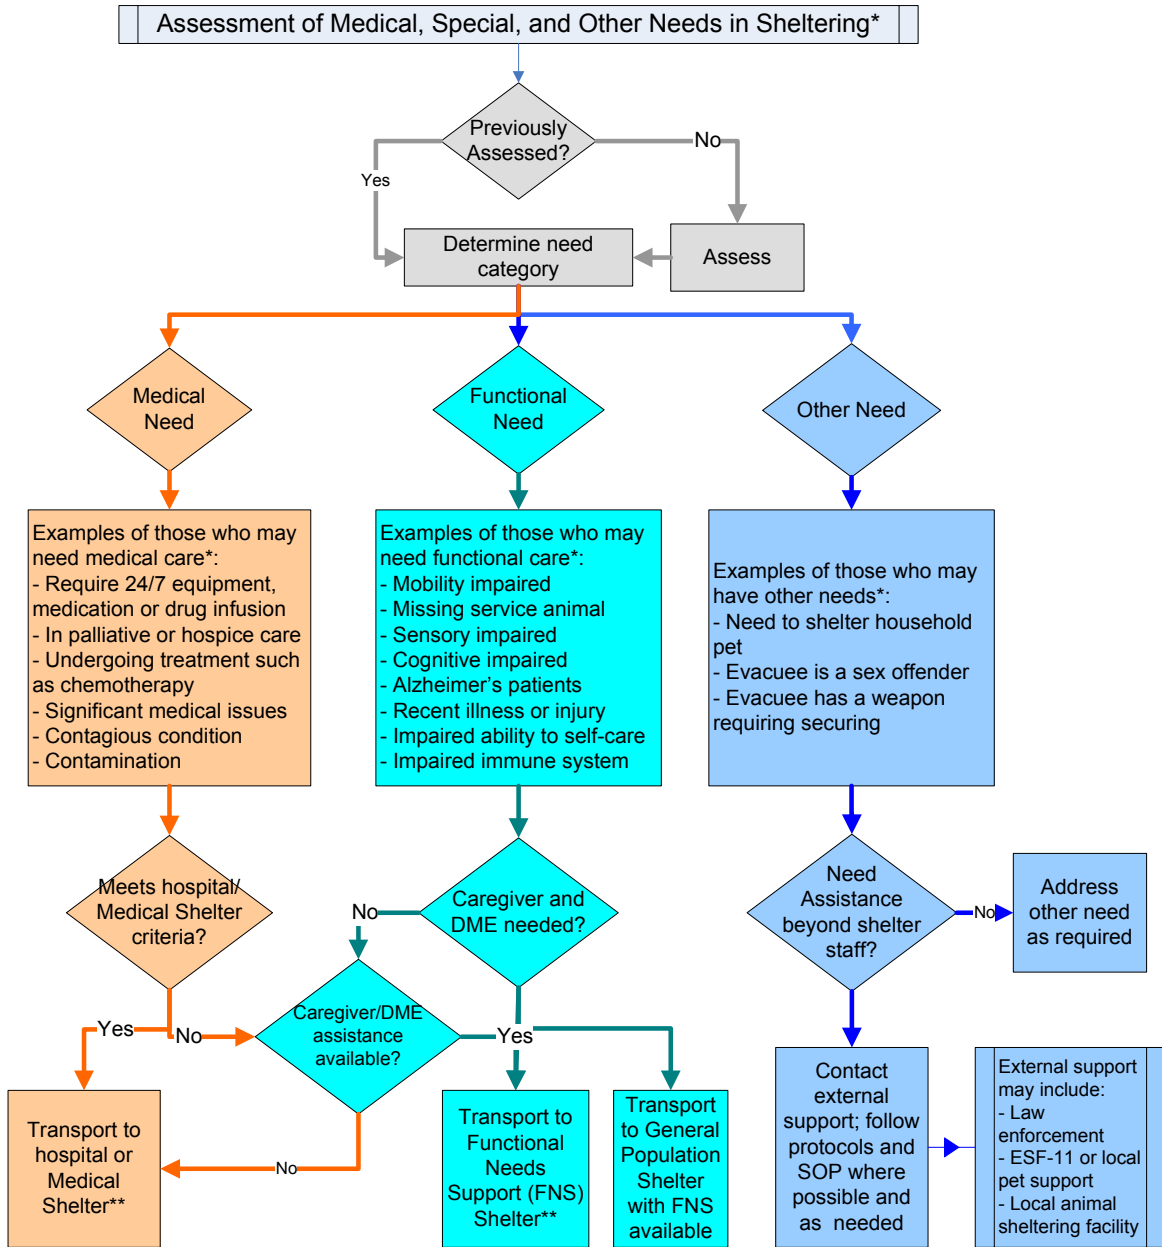 Assessment of Medical, Special, and Other Needs in Sheltering*
Previously
Assessed?
No
Yes
Determine need
category
Assess
Medical
Need
Functional
Need
Other Need
Examples of those who may
need medical care*:
- Require 24/7 equipment,
medication or drug infusion
- In palliative or hospice care
- Undergoing treatment such
as chemotherapy
- Significant medical issues
- Contagious condition
- Contamination
Examples of those who may
need functional care*:
- Mobility impaired
- Missing service animal
- Sensory impaired
- Cognitive impaired
- Alzheimer's patients
- Recent illness or injury
- Impaired ability to self-care
- Impaired immune system
Examples of those who may
have other needs*:
- Need to shelter household
pet
- Evacuee is a sex offender
- Evacuee has a weapon
requiring securing
Meets hospital/
Medical Shelter
criteria?
No
Caregiver and
DME needed?
Need
Assistance
beyond shelter
staff?
No
Address
other need
as required
Yes
No
Caregiver/DME
assistance
available?
Yes
Transport to
hospital or
Medical
Shelter**
No
Transport to
Functional
Needs
Support (FNS)
Shelter**
Transport
to General
Population
Shelter
with FNS
available
Contact
external
support; follow
protocols and
SOP where
possible and
as needed
External support
may include:
- Law
enforcement
- ESF-11 or local
pet support
- Local animal
sheltering facility